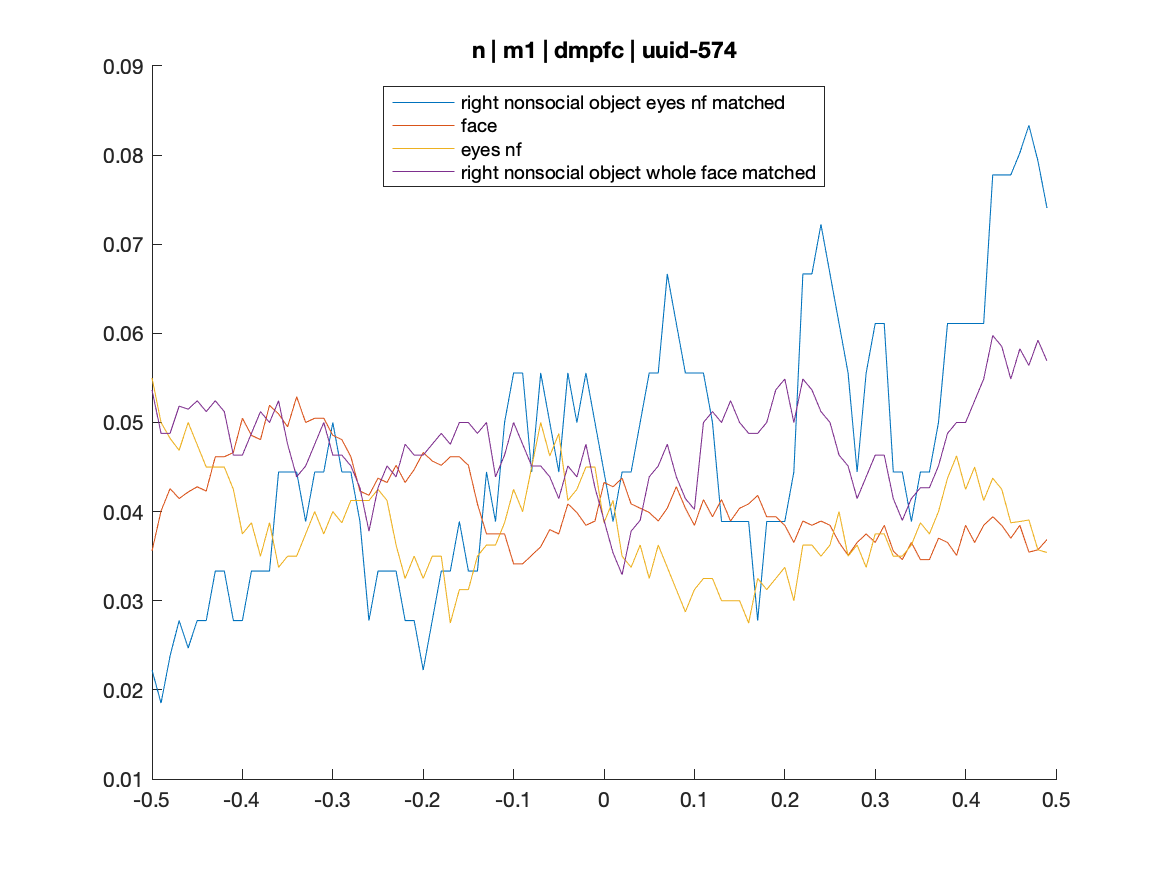 n | m1 | dmpfc | uuid-574
right nonsocial object eyes nf matched
face
eyes nf
right nonsocial object whole face matched
0.09
0.08
0.07
0.06
0.05
0.04
0.03
0.02
0.01
-0.5 -0.4 -0.3 -0.2 -0.1 0 0.1 0.2 0.3 0.4 0.5